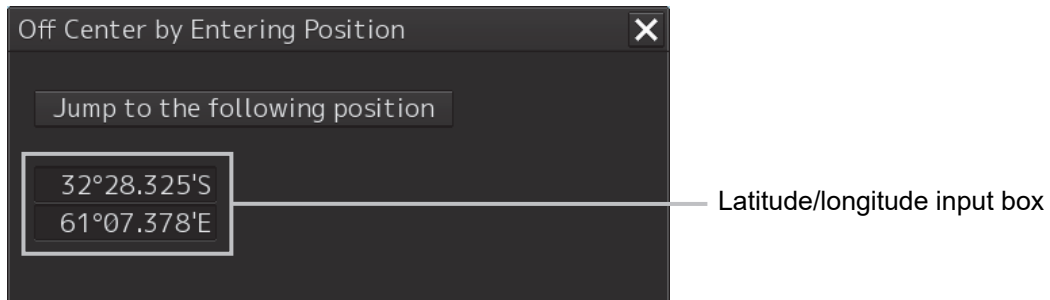 Off Center by Entering Position
Jump to the following position
32°28.325'S
61°07.378'E
Latitude/longitude input box